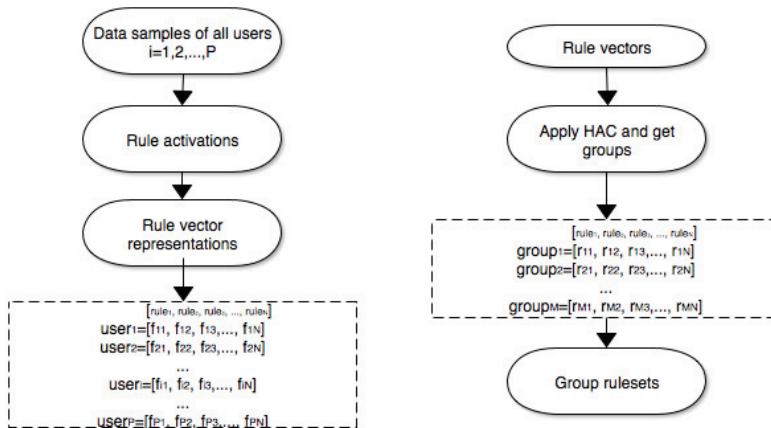 Data samples of all users
i=1,2,...,P
Rule activations
Rule vector
representations
[rule₁, rule₂, rule₃, ..., ruleN]
user₁=[f₁₁, f₁₂, f₁₃,..., f₁N]
user₂=[f₂₁, f₂₂, f₂₃,..., f₂N]
...
userᵢ=[fᵢ₁, fᵢ₂, fᵢ₃,..., fᵢN]
...
userP=[fP₁, fP₂, fP₃,..., fPN]
Rule vectors
Apply HAC and get
groups
[rule₁, rule₂, rule₃, ..., ruleN]
group₁=[r₁₁, r₁₂, r₁₃,..., r₁N]
group₂=[r₂₁, r₂₂, r₂₃,..., r₂N]
...
groupM=[rM₁, rM₂, rM₃,..., rMN]
Group rulesets